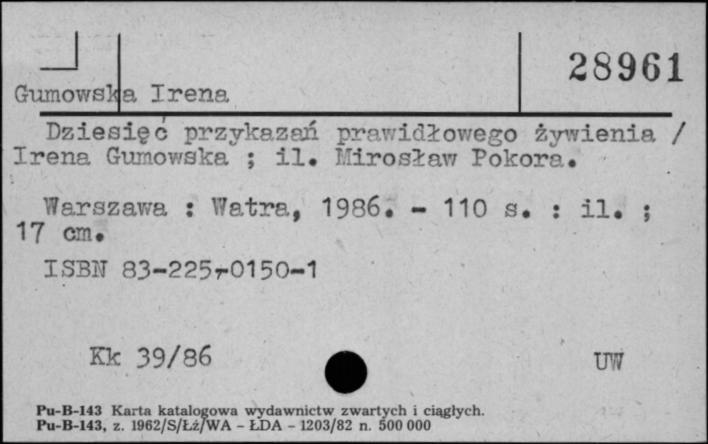 28961
Gumowska Irena
Dziesięć przykazań prawidłowego żywienia /
Irena Gumowska ; il. Mirosław Pokora.
Warszawa : Watra, 1986. - 110 s. : il. ;
17 cm.
ISBN 83-225-0150-1
Kk 39/86
UW
Pu-B-143 Karta katalogowa wydawnictw zwartych i ciągłych.
Pu-B-143, z. 1962/S/Łź/WA - ŁDA - 1203/82 n. 500 000